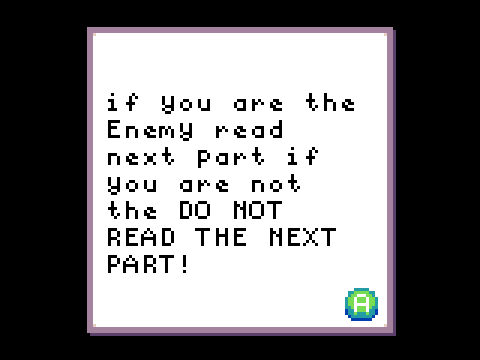 if you are the
Enemy read
next part if
you are not
the DO NOT
READ THE NEXT
PART!
A